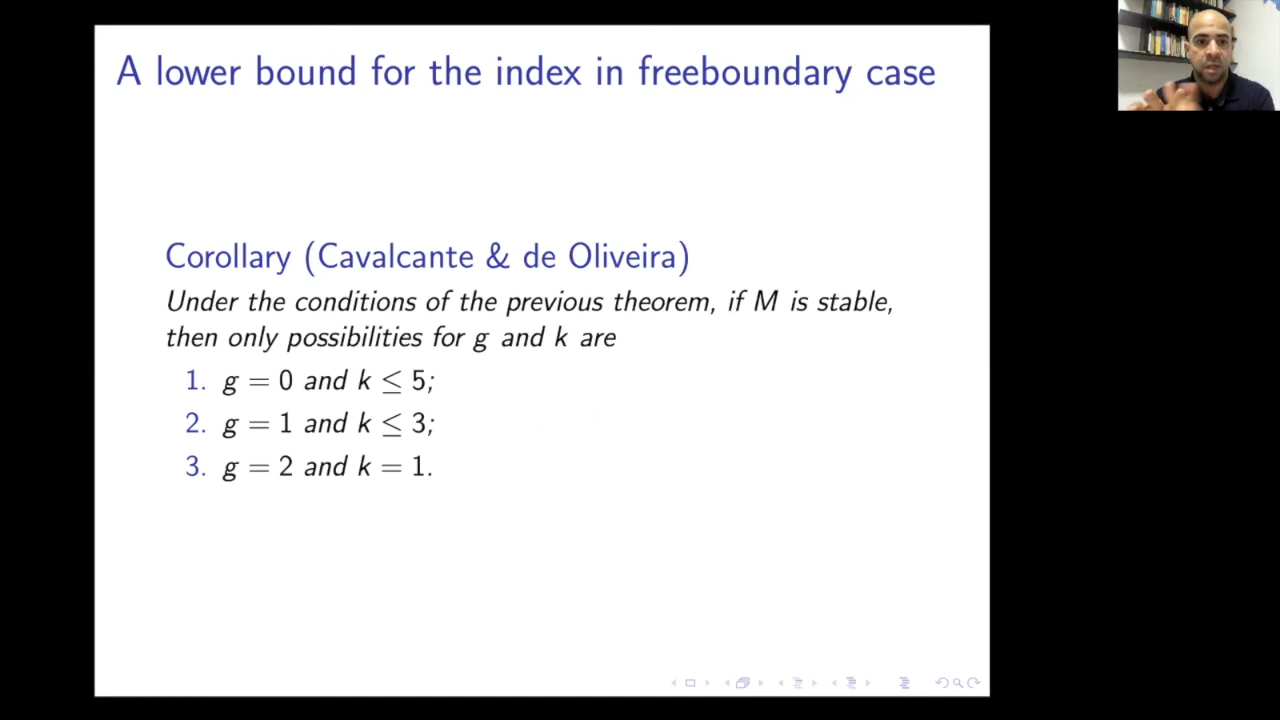 A lower bound for the index in freeboundary case
Corollary (Cavalcante & de Oliveira)
Under the conditions of the previous theorem, if M is stable,
then only possibilities for g and k are
1. g = 0 and k ≤ 5;
2. g = 1 and k ≤ 3;
3. g = 2 and k = 1.